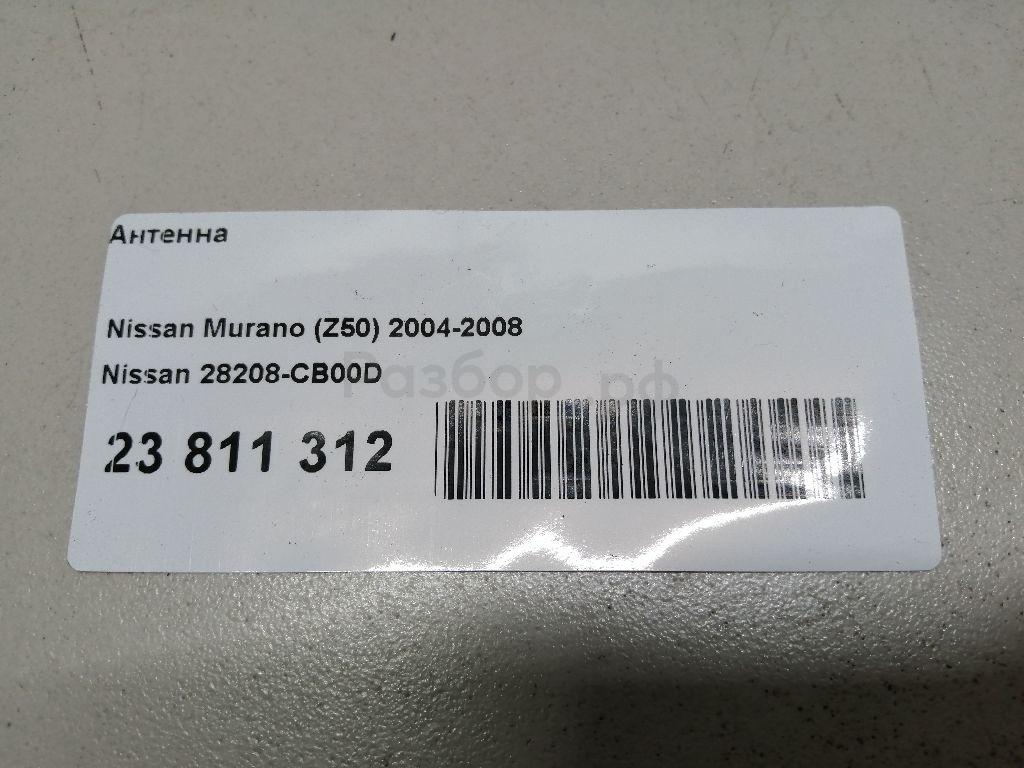 Антенна
Nissan Murano (Z50) 2004-2008
Nissan 28208-CB00D
Разбор.рф
23 811 312